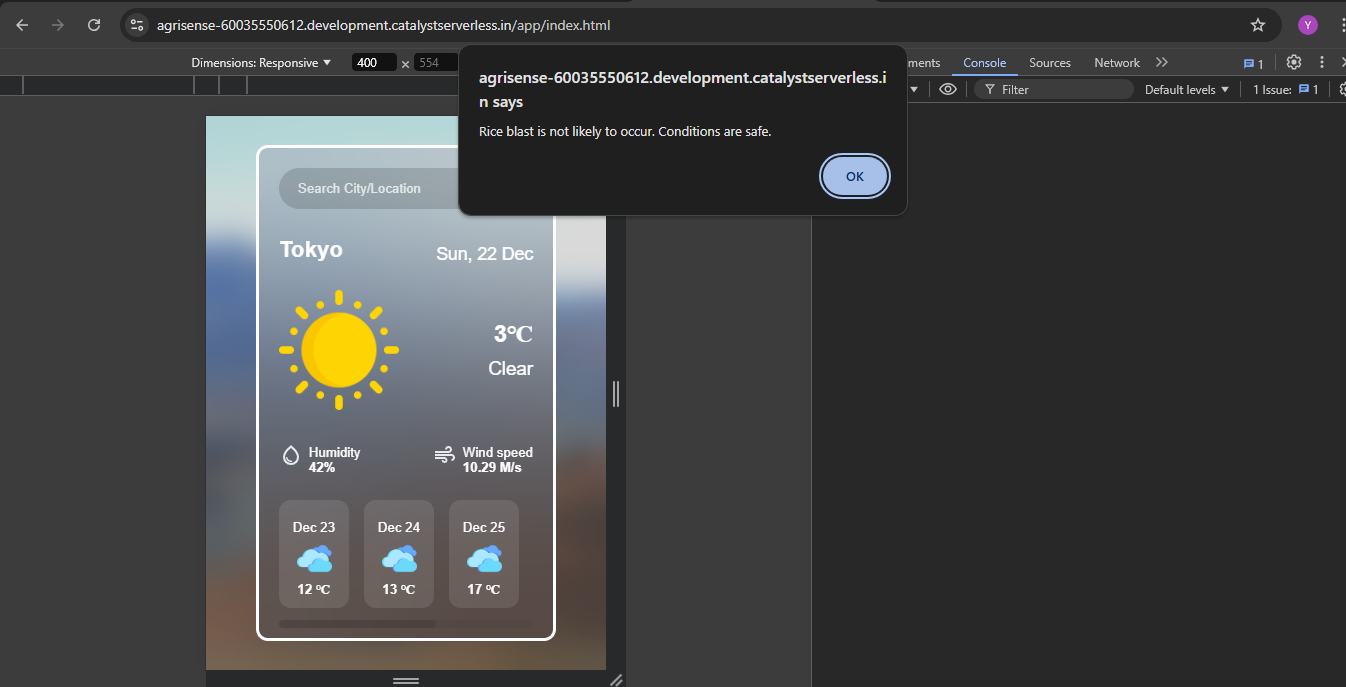 agrisense-60035550612.development.catalystserverless.in/app/index.html
Y
Dimensions: Responsive
400
×
554
ments
Console
Sources
Network
1
Filter
Default levels
1 Issue:
1
agrisense-60035550612.development.catalystserverless.i
n says
Rice blast is not likely to occur. Conditions are safe.
OK
Search City/Location
Tokyo
Sun, 22 Dec
3°C
Clear
Humidity
42%
Wind speed
10.29 M/s
Dec 23
Dec 24
Dec 25
12 ºC
13 ºC
17 ºC